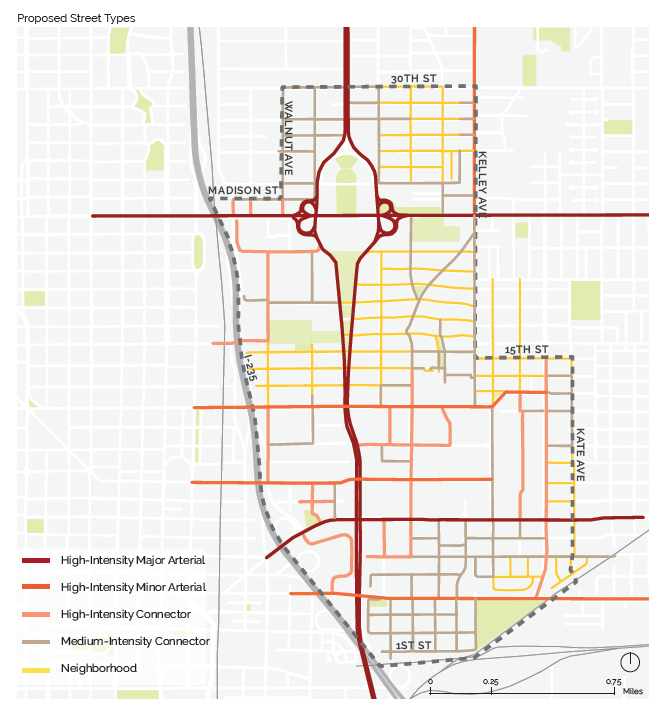 Proposed Street Types
30TH ST
WALNUT AVE
KELLEY AVE
MADISON ST
15TH ST
I-235
KATE AVE
High-Intensity Major Arterial
High-Intensity Minor Arterial
High-Intensity Connector
Medium-Intensity Connector
Neighborhood
1ST ST
0 0.25 0.75
Miles